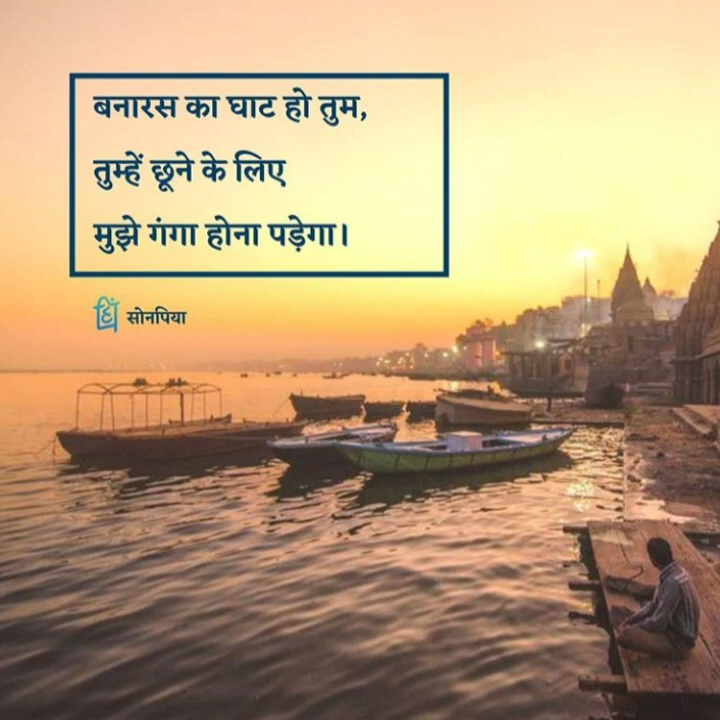 बनारस का घाट हो तुम,
तुम्हें छूने के लिए
मुझे गंगा होना पड़ेगा।
हिं सोनपिया